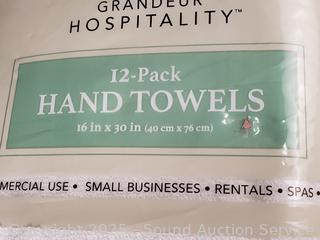 GRANDEUR
HOSPITALITY™
12-Pack
HAND TOWELS
16 in x 30 in (40 cm x 76 cm)
MERCIAL USE • SMALL BUSINESSES • RENTALS • SPAS •
Copyright 2025 - Sound Auction Service